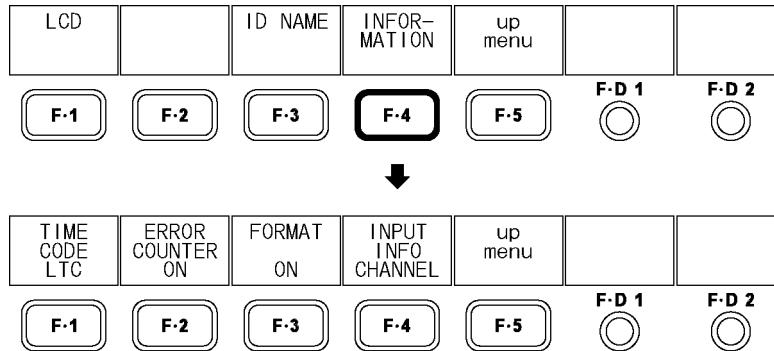 LCD ID NAME INFOR- up
MATION menu
F·D 1 F·D 2
F·1 F·2 F·3 F·4 F·5
TIME ERROR FORMAT INPUT up
CODE COUNTER INFO menu
LTC ON ON CHANNEL
F·D 1 F·D 2
F·1 F·2 F·3 F·4 F·5